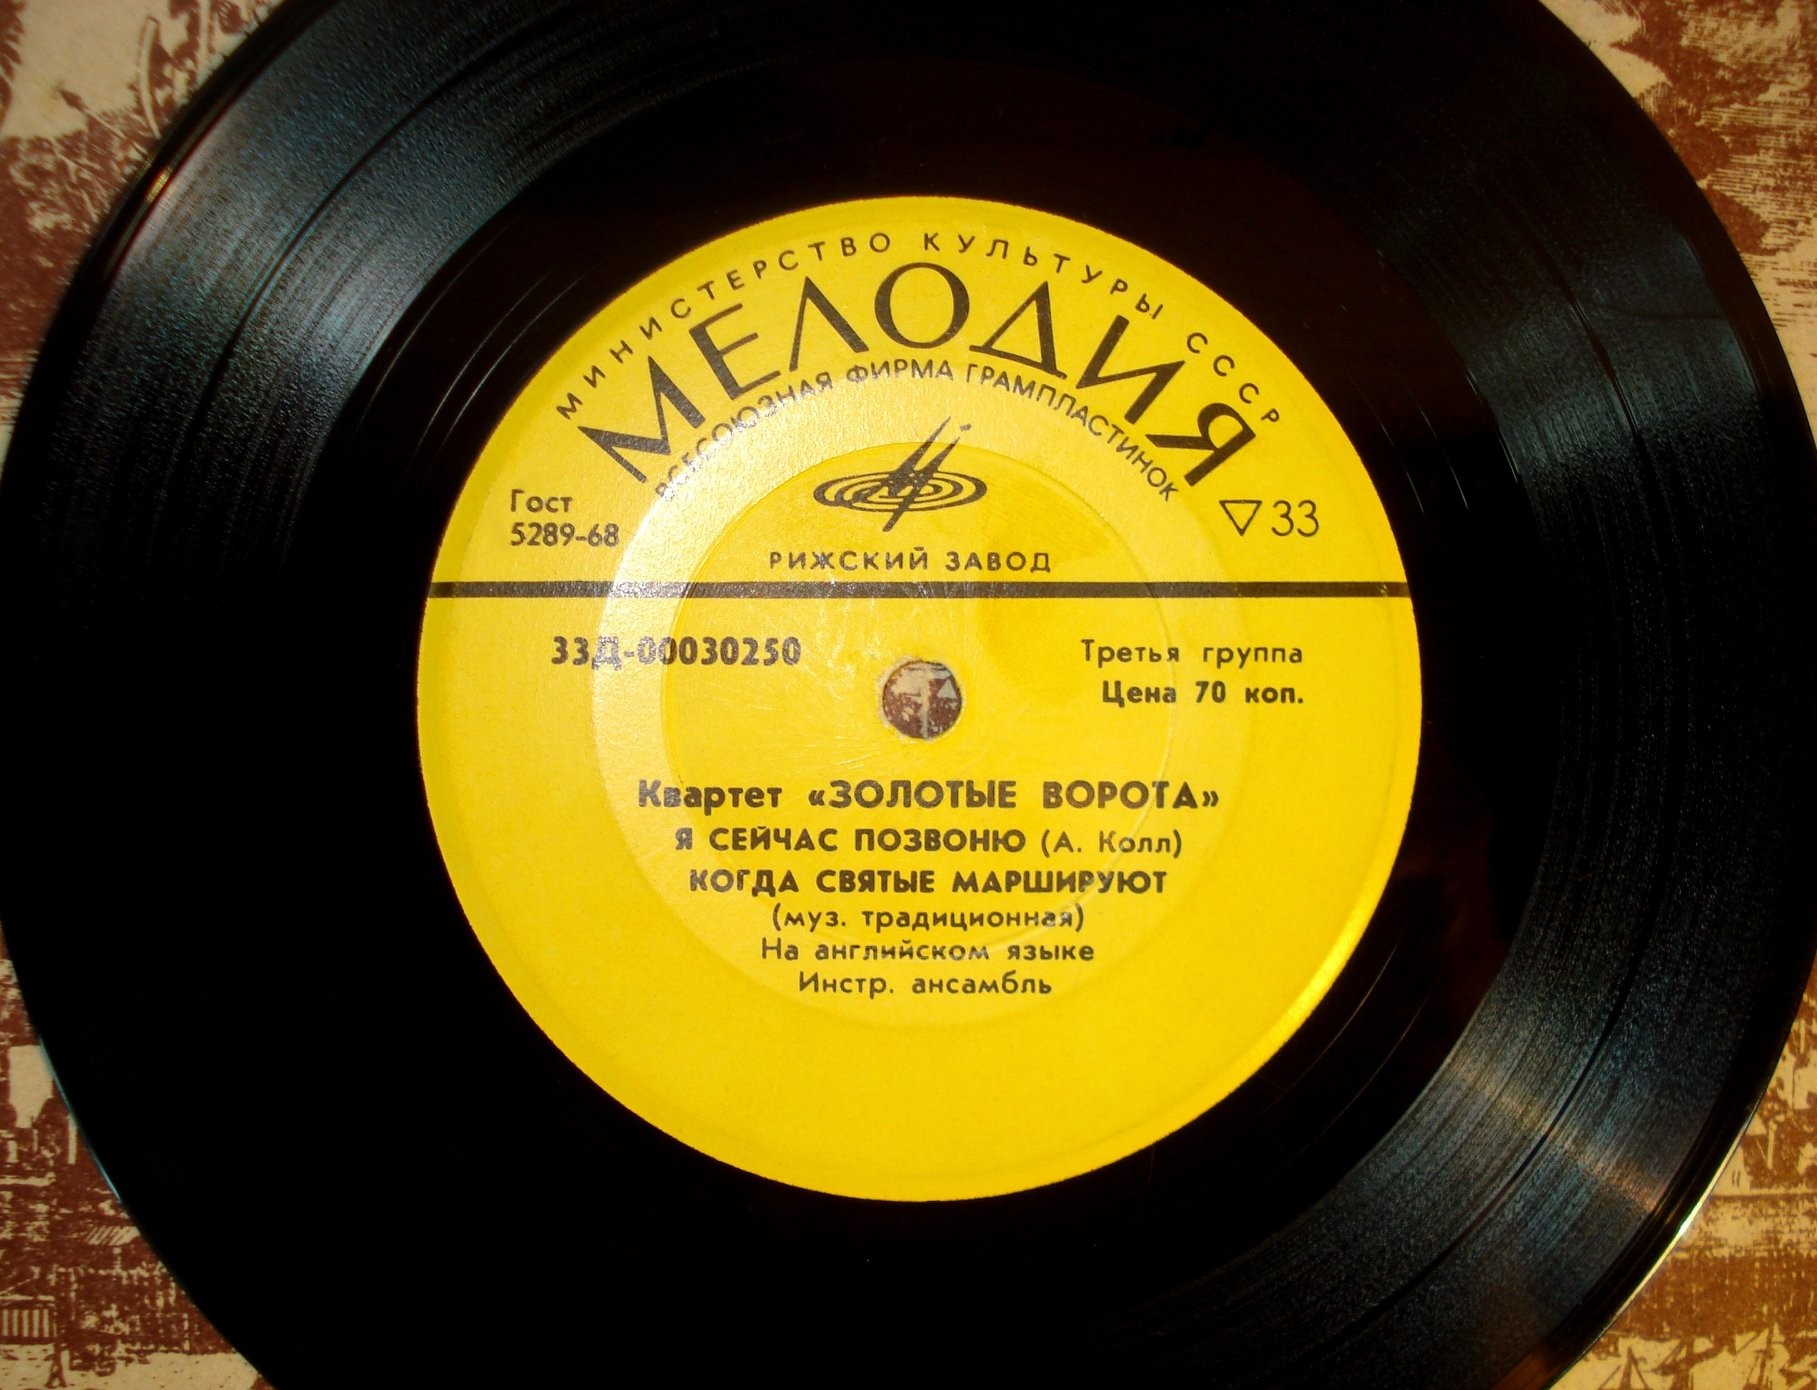 МИНИСТЕРСТВО КУЛЬТУРЫ СССР
МЕЛОДИЯ
ВСЕСОЮЗНАЯ ФИРМА ГРАМПЛАСТИНОК
Гост
5289-68
33
РИЖСКИЙ ЗАВОД
33Д-00030250
Третья группа
Цена 70 коп.
Квартет «ЗОЛОТЫЕ ВОРОТА»
Я СЕЙЧАС ПОЗВОНЮ (А. Колл)
КОГДА СВЯТЫЕ МАРШИРУЮТ
(муз. традиционная)
На английском языке
Инстр. ансамбль